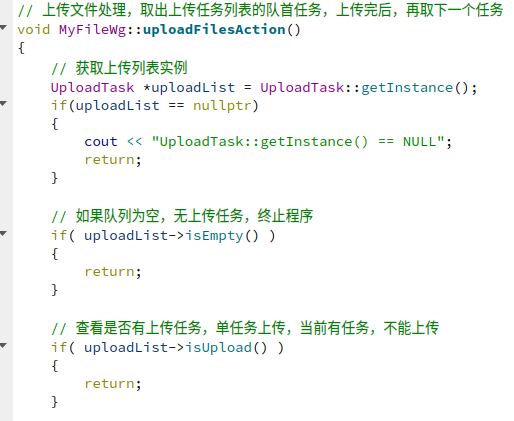 // 上传文件处理，取出上传任务列表的队首任务，上传完后，再取下一个任务
void MyFileWg::uploadFilesAction()
{
    // 获取上传列表实例
    UploadTask *uploadList = UploadTask::getInstance();
    if(uploadList == nullptr)
    {
        cout << "UploadTask::getInstance() == NULL";
        return;
    }

    // 如果队列为空，无上传任务，终止程序
    if( uploadList->isEmpty() )
    {
        return;
    }

    // 查看是否有上传任务，单任务上传，当前有任务，不能上传
    if( uploadList->isUpload() )
    {
        return;
    }